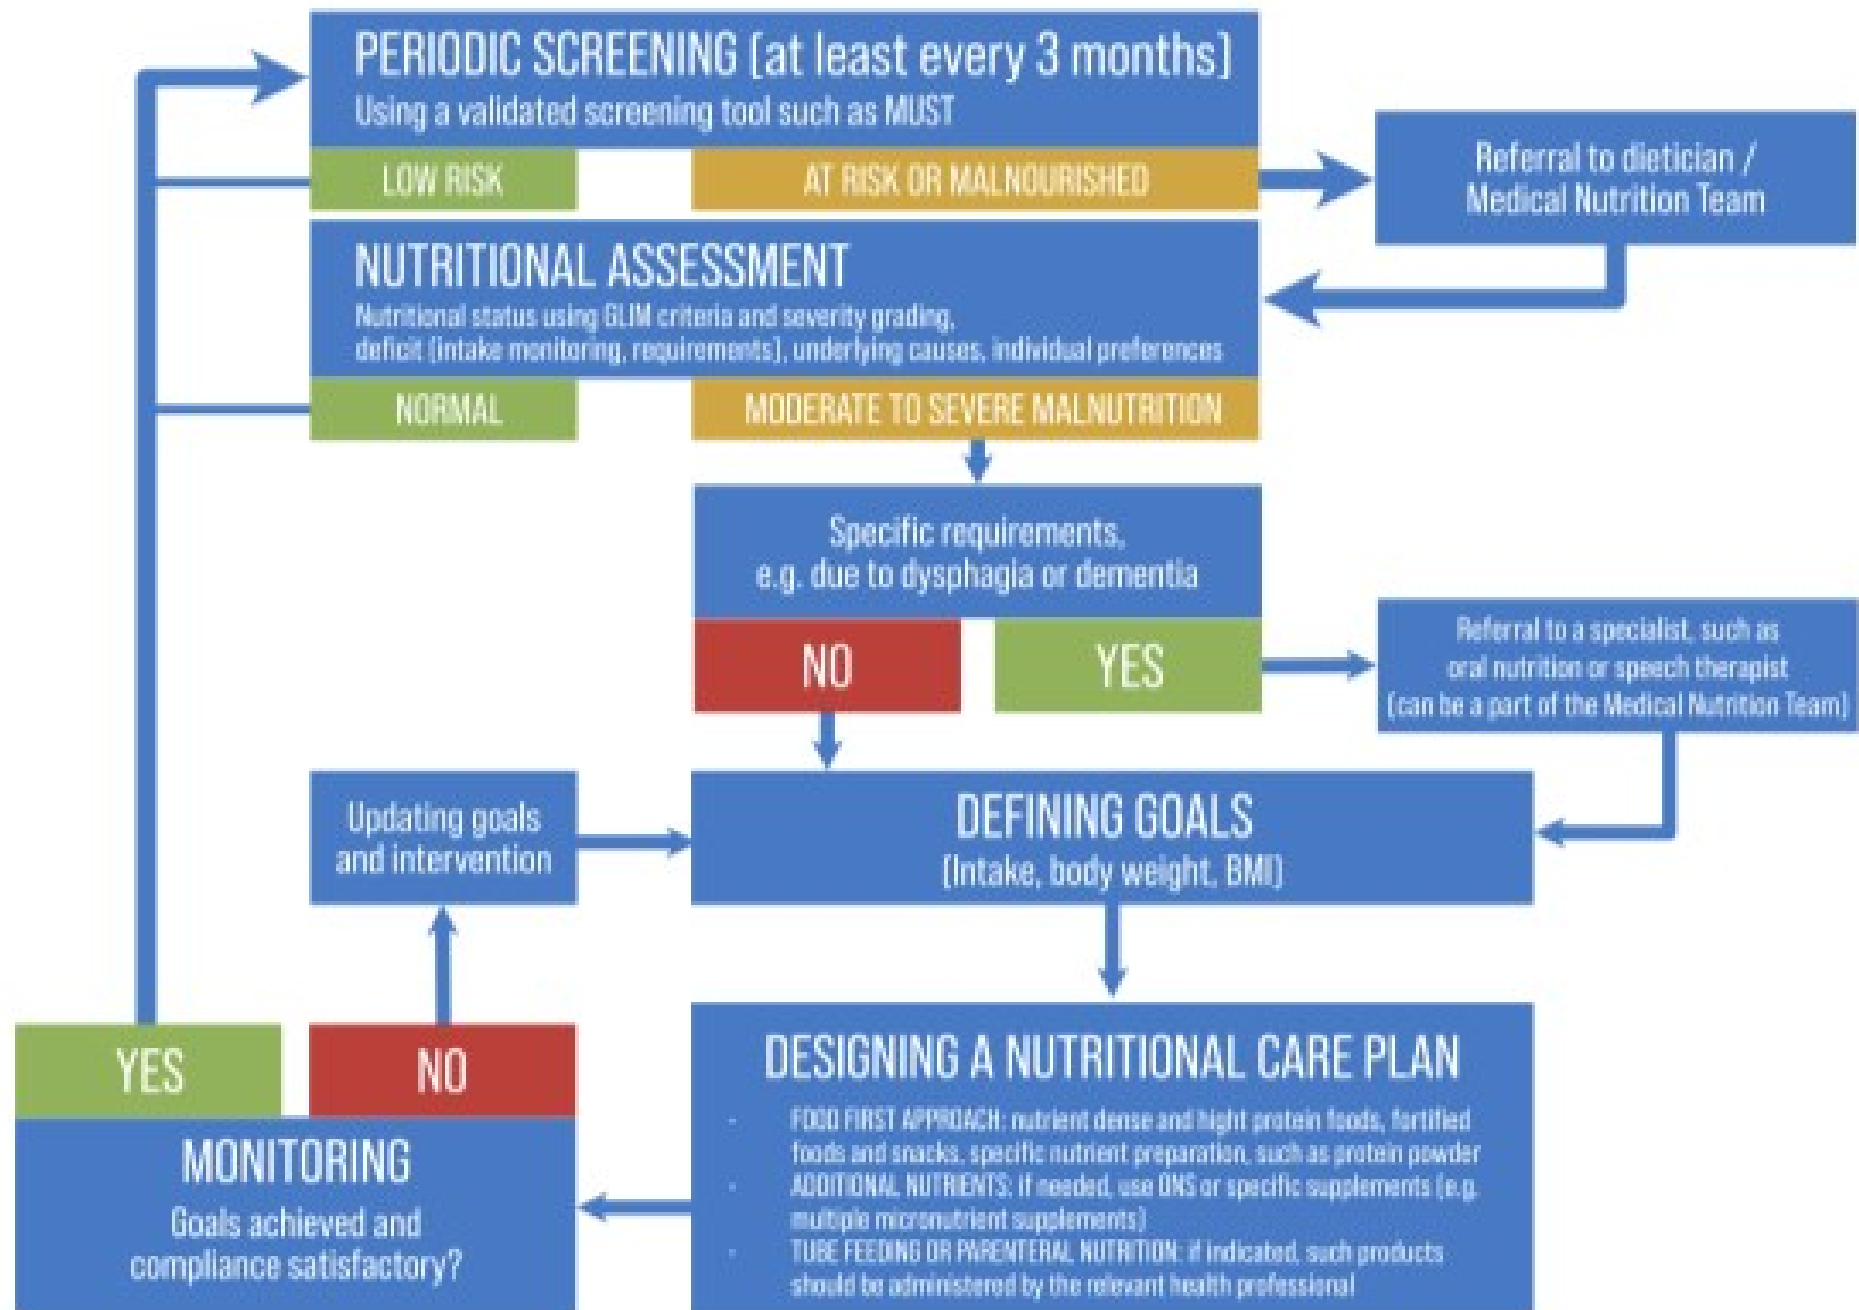 PERIODIC SCREENING (at least every 3 months)
Using a validated screening tool such as MUST
LOW RISK
AT RISK OR MALNOURISHED
Referral to dietician /
Medical Nutrition Team
NUTRITIONAL ASSESSMENT
Nutritional status using GLIM criteria and severity grading,
deficit (intake monitoring, requirements), underlying causes, individual preferences
NORMAL
MODERATE TO SEVERE MALNUTRITION
Specific requirements,
e.g. due to dysphagia or dementia
NO
YES
Referral to a specialist, such as
oral nutrition or speech therapist
(can be a part of the Medical Nutrition Team)
Updating goals
and intervention
DEFINING GOALS
(Intake, body weight, BMI)
YES
NO
MONITORING
Goals achieved and
compliance satisfactory?
DESIGNING A NUTRITIONAL CARE PLAN
- FOOD FIRST APPROACH: nutrient dense and hight protein foods, fortified
foods and snacks, specific nutrient preparation, such as protein powder
- ADDITIONAL NUTRIENTS: if needed, use ONS or specific supplements (e.g.
multiple micronutrient supplements)
- TUBE FEEDING OR PARENTERAL NUTRITION: if indicated, such products
should be administered by the relevant health professional